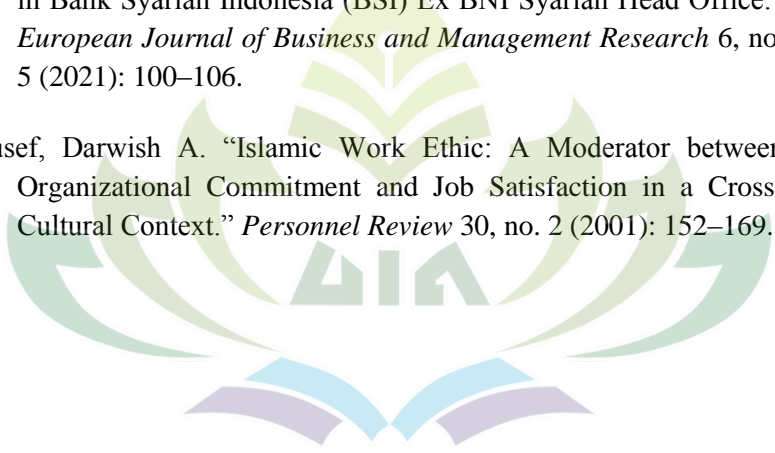 in Bank Syariah Indonesia (BSI) Ex BNI Syariah Head Office.
European Journal of Business and Management Research 6, no
5 (2021): 100–106.
usef, Darwish A. “Islamic Work Ethic: A Moderator between
Organizational Commitment and Job Satisfaction in a Cross
Cultural Context.” Personnel Review 30, no. 2 (2001): 152–169.
UIN